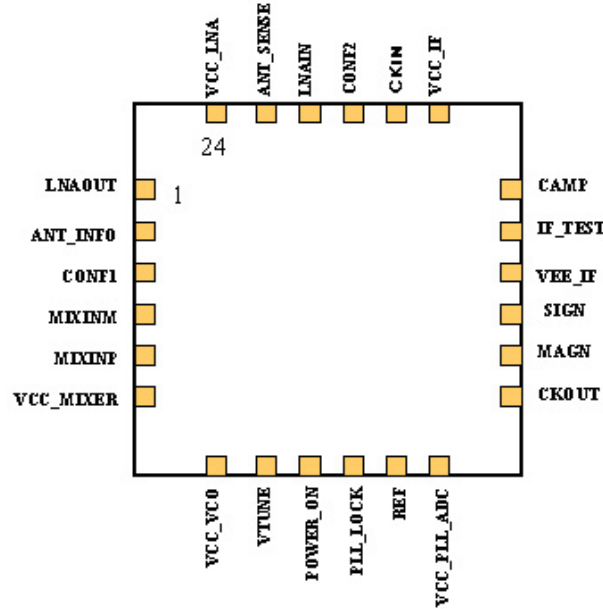 VCC_LNA
ANT_SENSE
LNAIN
CONF2
CKIN
VCC_IF
24
1
LNAOUT
ANT_INFO
CONF1
MIXINM
MIXINP
VCC_MIXER
CAMP
IF_TEST
VEE_IF
SIGN
MAGN
CKOUT
VCC_VCO
VTUNE
POWER_ON
PLL_LOCK
REF
VCC_PLL_ADC